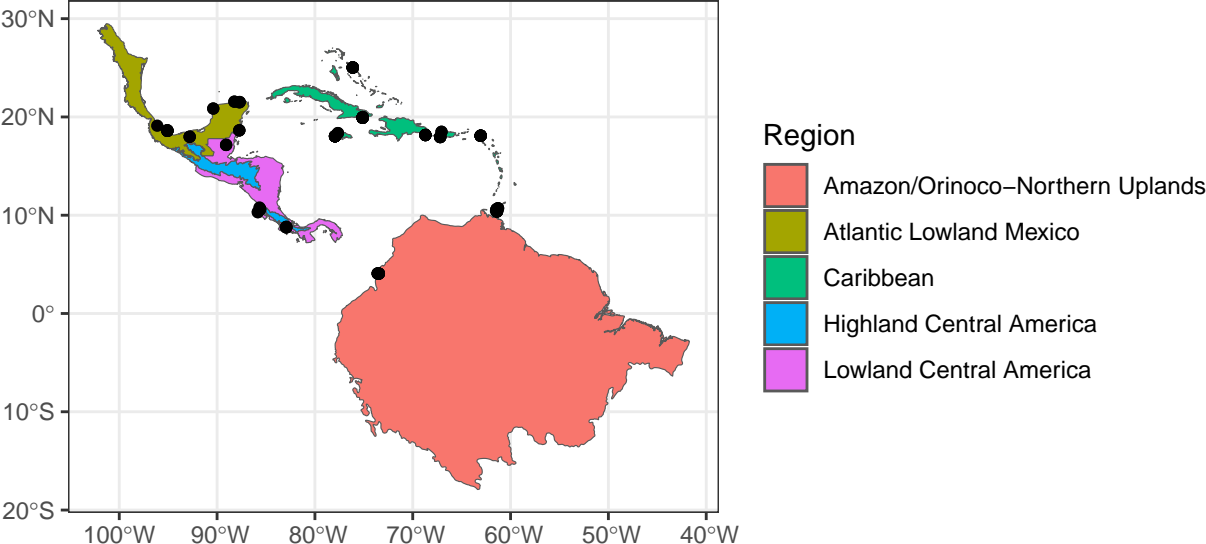 30°N
20°N
10°N
0°
10°S
20°S
100°W 90°W 80°W 70°W 60°W 50°W 40°W
Region
Amazon/Orinoco−Northern Uplands
Atlantic Lowland Mexico
Caribbean
Highland Central America
Lowland Central America